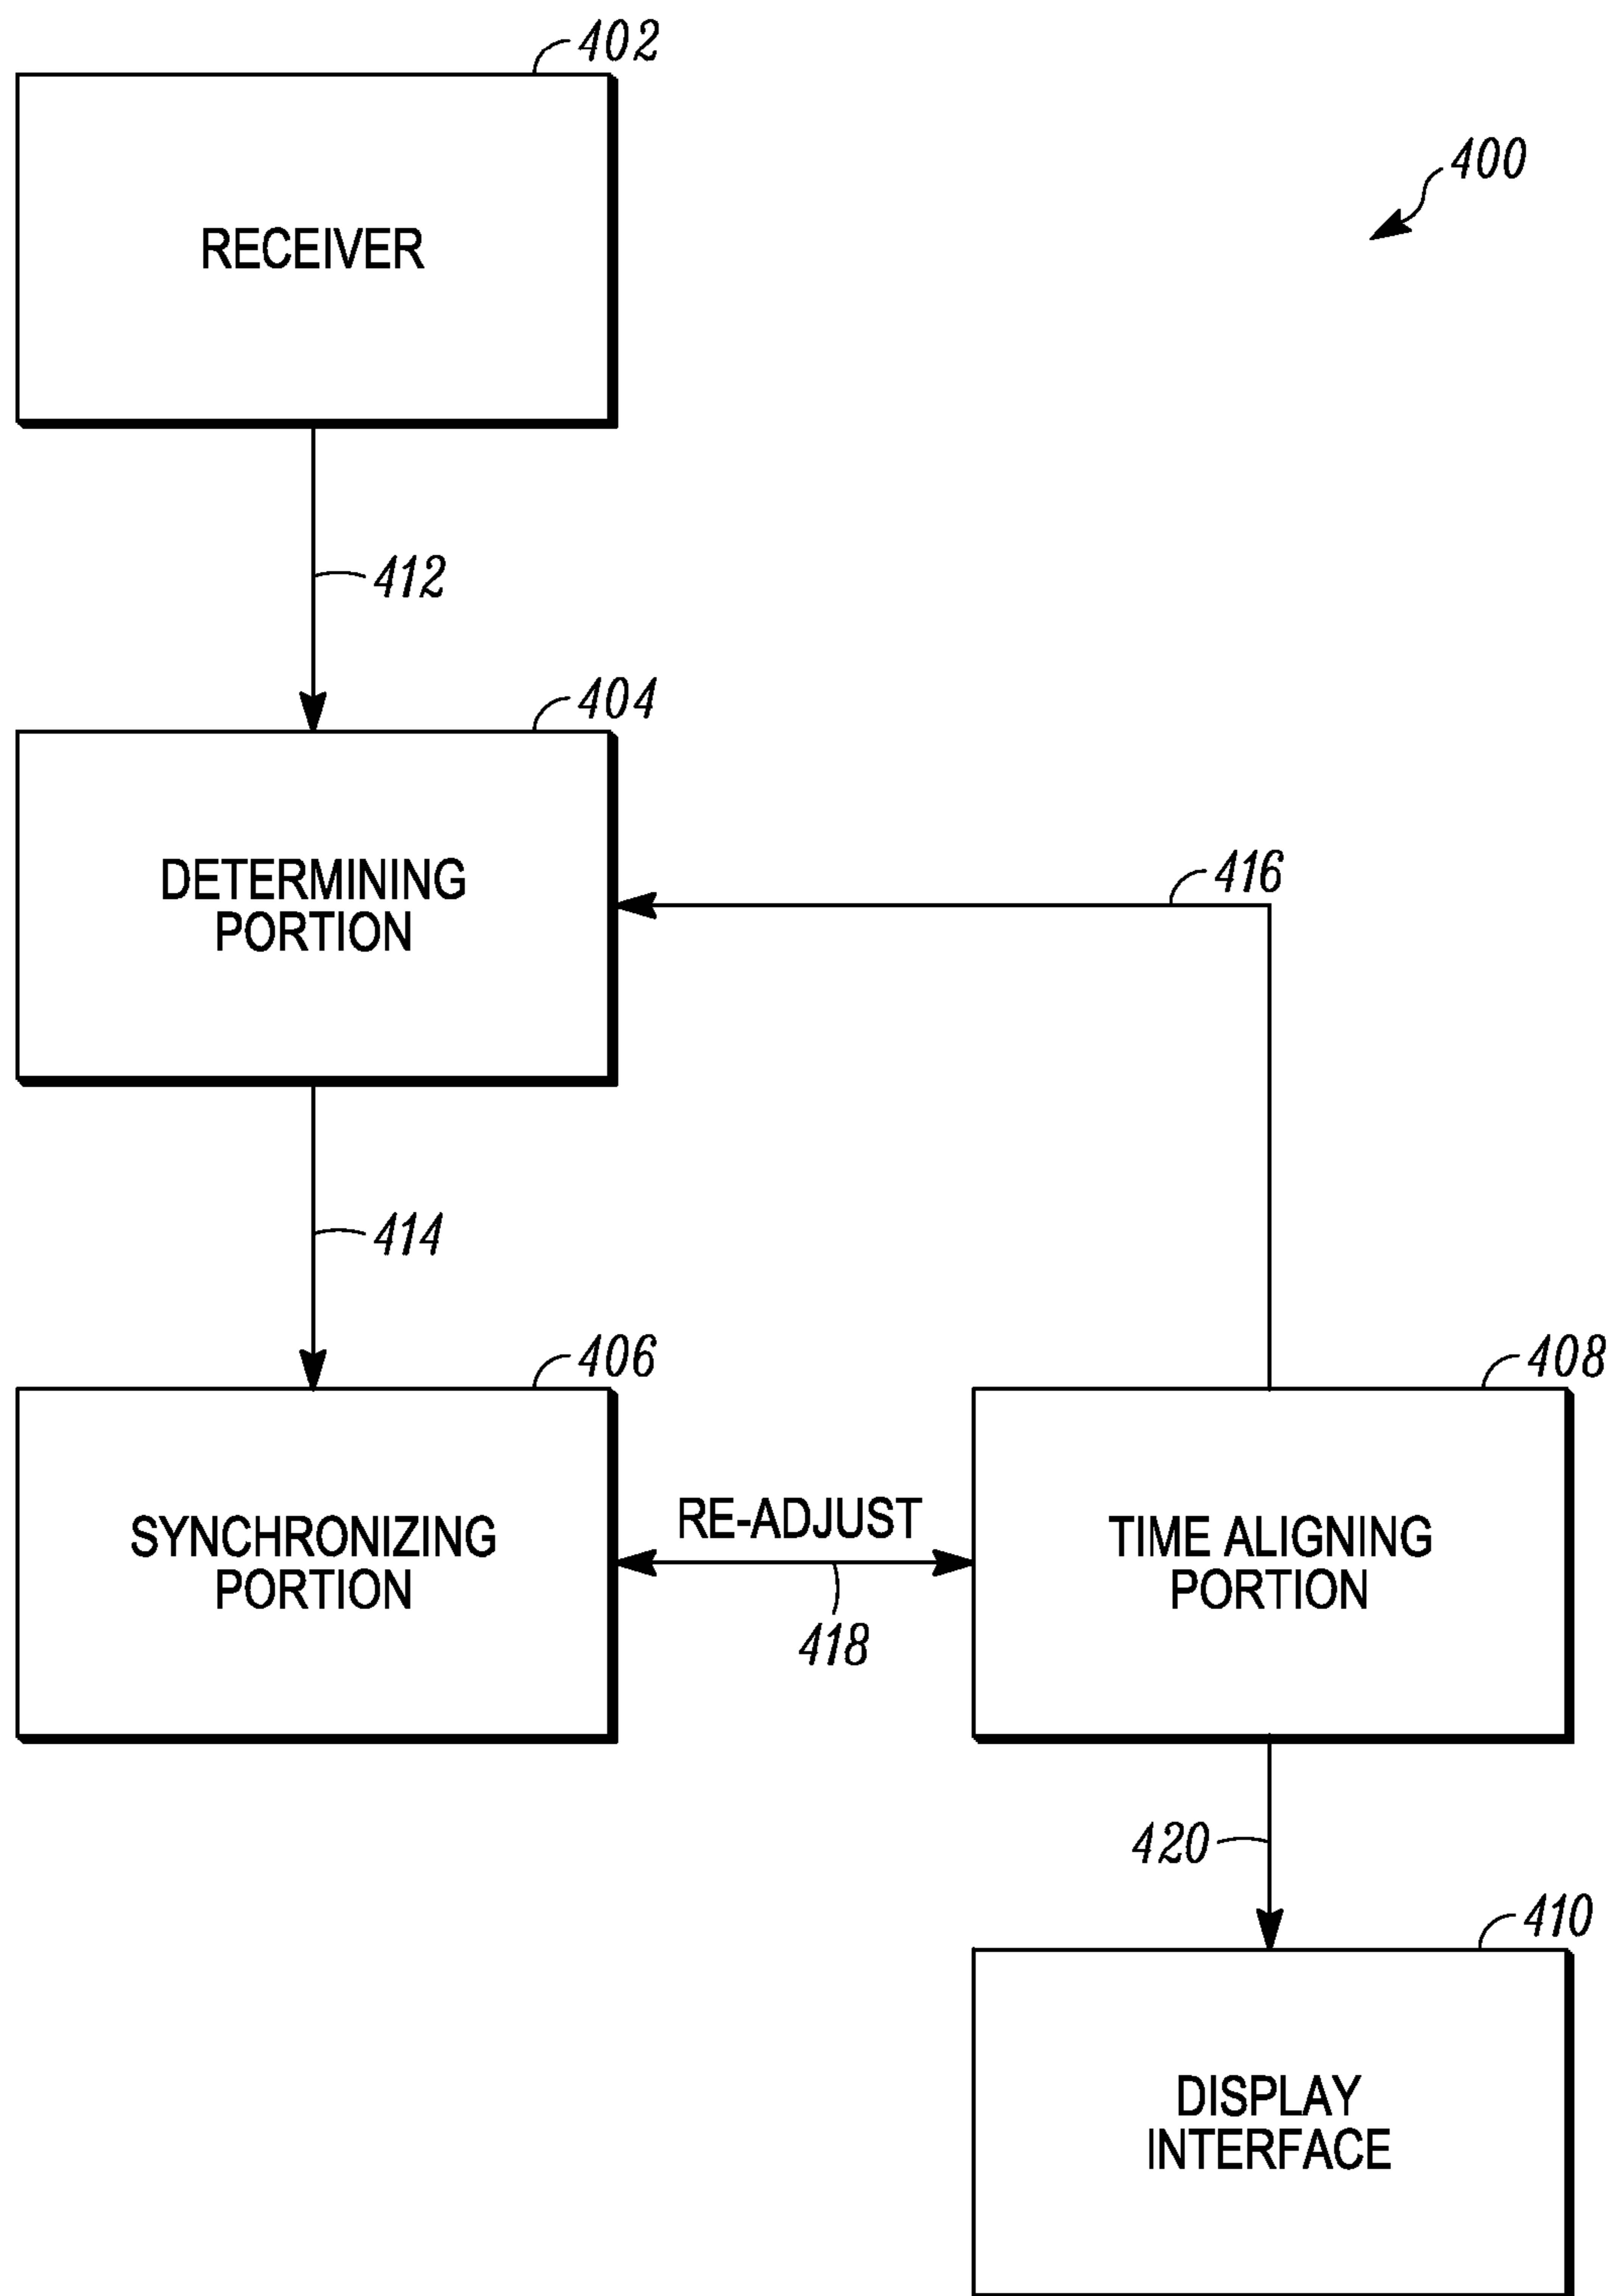 402
RECEIVER
400
412
404
DETERMINING
PORTION
416
414
406
SYNCHRONIZING
PORTION
RE-ADJUST
418
408
TIME ALIGNING
PORTION
420
410
DISPLAY
INTERFACE